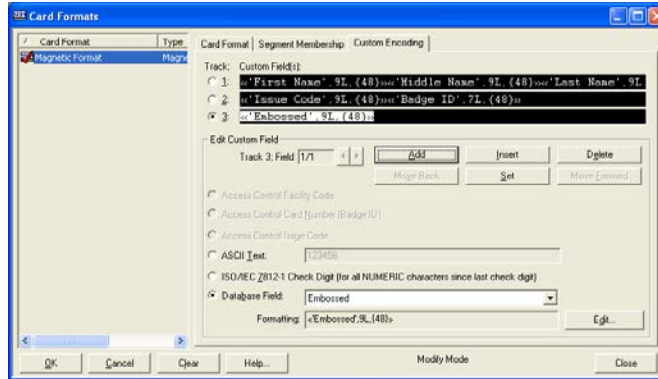 Card Formats
Card Format Type
Magnetic Format Magne
Card Format Segment Membership Custom Encoding
Track: Custom Field(s):
1: «'First Name',9L,{48}»«'Middle Name',9L,{48}»«'Last Name',9L
2: «'Issue Code',9L,{48}»«'Badge ID',7L,{48}»
3: «'Embossed',9L,{48}»
Edit Custom Field
Track 3; Field 1/1 Add Insert Delete
Move Back Set Move Forward
Access Control Facility Code
Access Control Card Number (Badge ID)
Access Control Issue Code
ASCII Text: 123456
ISO/IEC 7812-1 Check Digit (for all NUMERIC characters since last check digit)
Database Field: Embossed
Formatting: «'Embossed',9L,{48}» Edit...
OK Cancel Clear Help... Modify Mode Close